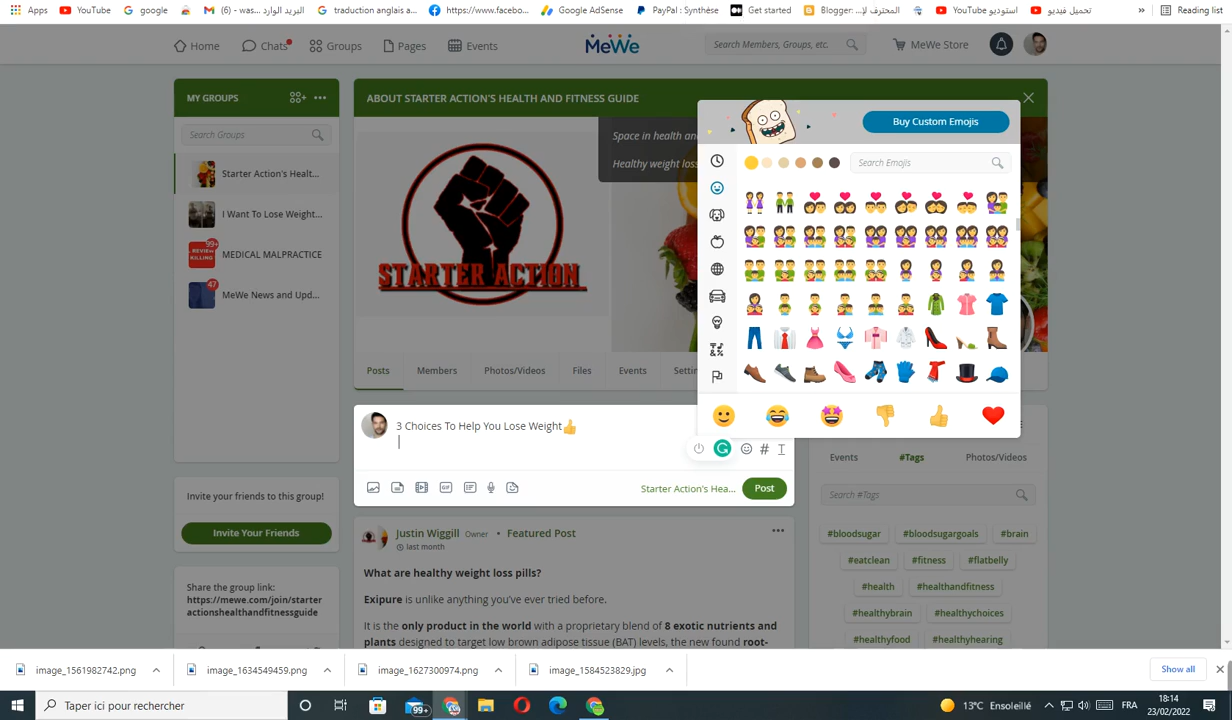 Apps
YouTube
google
(6) - was... البريد الوارد
traduction anglais a...
https://www.facebo...
Google AdSense
PayPal : Synthèse
Get started
Blogger: المحترف لإ...
YouTube استوديو
تحميل فيديو
»
Reading list
Home
Chats
Groups
Pages
Events
MeWe
Search Members, Groups, etc.
MeWe Store
MY GROUPS
Search Groups
Starter Action's Healt...
I Want To Lose Weight...
99+
REVIEW KILLING
MEDICAL MALPRACTICE
47
MeWe News and Upd...
ABOUT STARTER ACTION'S HEALTH AND FITNESS GUIDE
STARTER ACTION
Space in health an
Healthy weight loss
Buy Custom Emojis
Search Emojis
Posts
Members
Photos/Videos
Files
Events
Settin
3 Choices To Help You Lose Weight👍
# T
GIF
Starter Action's Hea...
Post
Events
#Tags
Photos/Videos
Search #Tags
#bloodsugar
#bloodsugargoals
#brain
#eatclean
#fitness
#flatbelly
#health
#healthandfitness
#healthybrain
#healthychoices
#healthyfood
#healthyhearing
Invite your friends to this group!
Invite Your Friends
Share the group link:
https://mewe.com/join/starter
actionshealthandfitnessguide
Justin Wiggill Owner • Featured Post
last month
What are healthy weight loss pills?
Exipure is unlike anything you've ever tried before.
It is the only product in the world with a proprietary blend of 8 exotic nutrients and
plants designed to target low brown adipose tissue (BAT) levels, the new found root-
image_1561982742.png
image_1634549459.png
image_1627300974.png
image_1584523829.jpg
Show all
Taper ici pour rechercher
99+
13°C Ensoleillé
FRA
18:14
23/02/2022